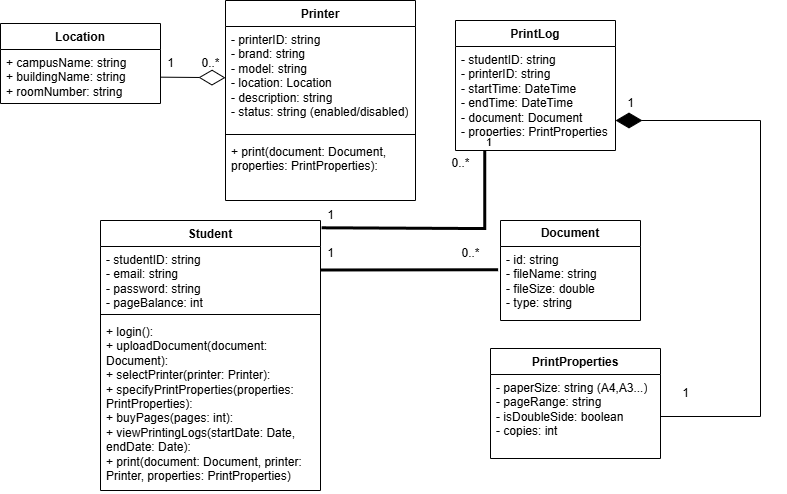 Location
+ campusName: string
+ buildingName: string
+ roomNumber: string
1
0..*
Printer
- printerID: string
- brand: string
- model: string
- location: Location
- description: string
- status: string (enabled/disabled)
+ print(document: Document,
properties: PrintProperties):
PrintLog
- studentID: string
- printerID: string
- startTime: DateTime
- endTime: DateTime
- document: Document
- properties: PrintProperties
1
1
0..*
1
Student
- studentID: string
- email: string
- password: string
- pageBalance: int
+ login():
+ uploadDocument(document:
Document):
+ selectPrinter(printer: Printer):
+ specifyPrintProperties(properties:
PrintProperties):
+ buyPages(pages: int):
+ viewPrintingLogs(startDate: Date,
endDate: Date):
+ print(document: Document, printer:
Printer, properties: PrintProperties)
1
0..*
Document
- id: string
- fileName: string
- fileSize: double
- type: string
PrintProperties
- paperSize: string (A4,A3...)
- pageRange: string
- isDoubleSide: boolean
- copies: int
1